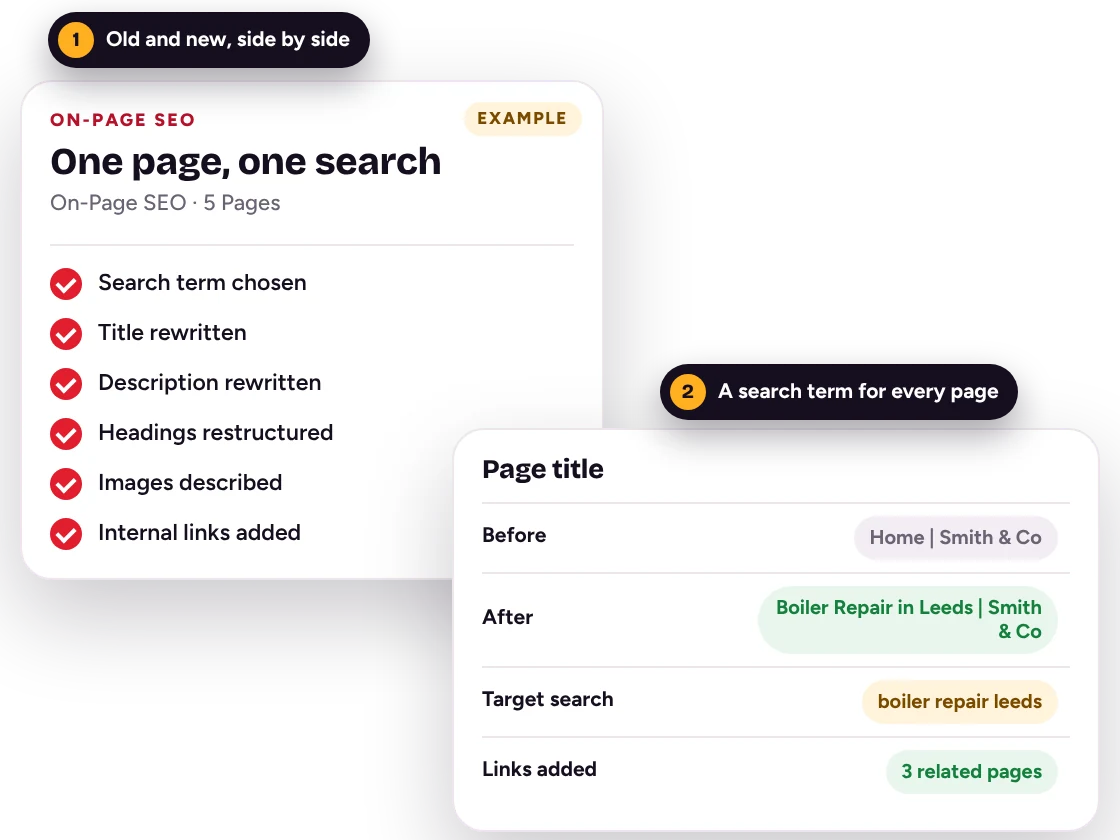 1 Old and new, side by side
ON-PAGE SEO
EXAMPLE
One page, one search
On-Page SEO · 5 Pages
Search term chosen
Title rewritten
Description rewritten
Headings restructured
Images described
Internal links added
2 A search term for every page
Page title
Before
Home | Smith & Co
After
Boiler Repair in Leeds | Smith
& Co
Target search
boiler repair leeds
Links added
3 related pages